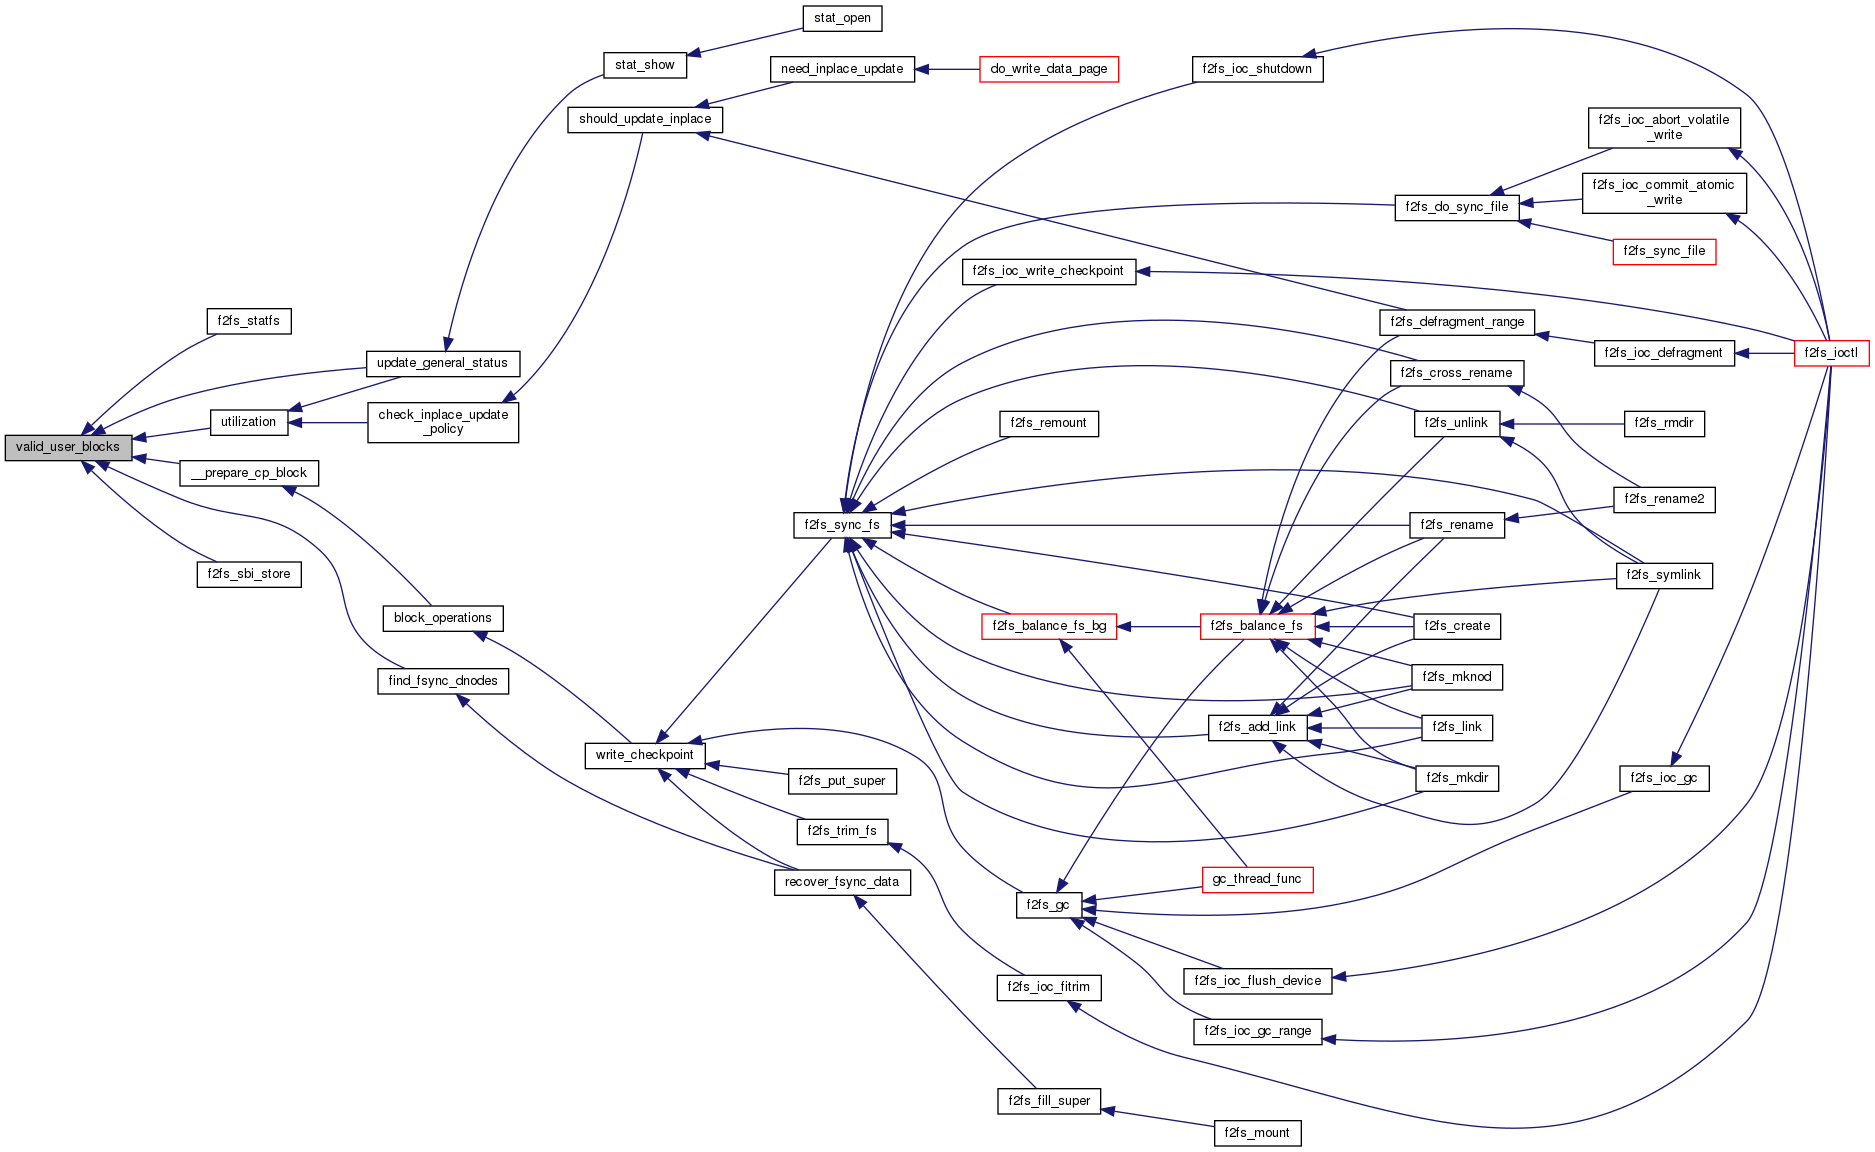 stat_open
stat_show
need_inplace_update
do_write_data_page
f2fs_ioc_shutdown
should_update_inplace
f2fs_ioc_abort_volatile
_write
f2fs_ioc_commit_atomic
_write
f2fs_do_sync_file
f2fs_sync_file
f2fs_ioc_write_checkpoint
f2fs_statfs
f2fs_defragment_range
f2fs_ioc_defragment
f2fs_ioctl
update_general_status
f2fs_cross_rename
check_inplace_update
_policy
utilization
f2fs_remount
f2fs_unlink
f2fs_rmdir
valid_user_blocks
__prepare_cp_block
f2fs_rename2
f2fs_sync_fs
f2fs_rename
f2fs_sbi_store
f2fs_symlink
block_operations
f2fs_balance_fs_bg
f2fs_balance_fs
f2fs_create
find_fsync_dnodes
f2fs_mknod
f2fs_add_link
f2fs_link
write_checkpoint
f2fs_put_super
f2fs_mkdir
f2fs_ioc_gc
f2fs_trim_fs
recover_fsync_data
gc_thread_func
f2fs_gc
f2fs_ioc_flush_device
f2fs_ioc_fitrim
f2fs_ioc_gc_range
f2fs_fill_super
f2fs_mount